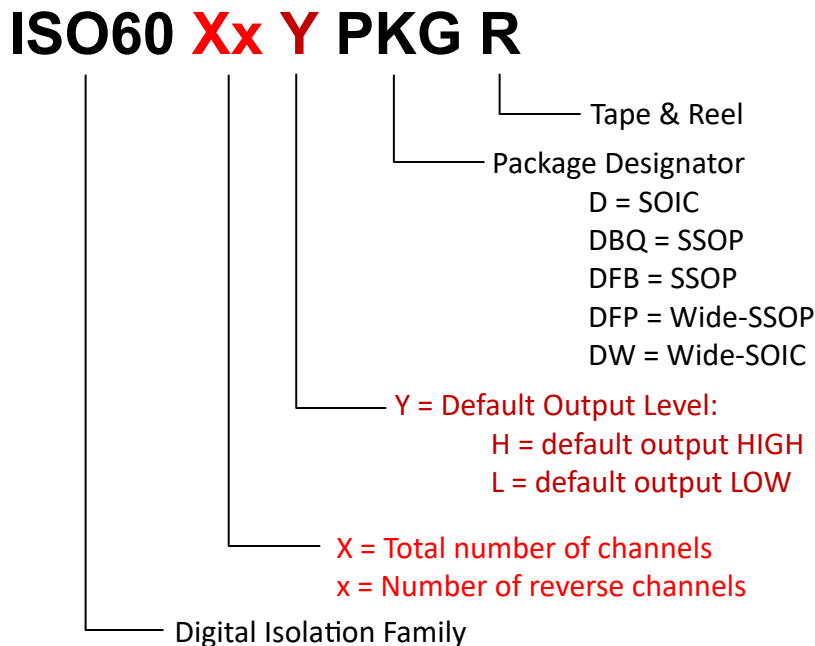 ISO60 Xx Y PKG R
Tape & Reel
Package Designator
D = SOIC
DBQ = SSOP
DFB = SSOP
DFP = Wide-SSOP
DW = Wide-SOIC
Y = Default Output Level:
H = default output HIGH
L = default output LOW
X = Total number of channels
x = Number of reverse channels
Digital Isolation Family